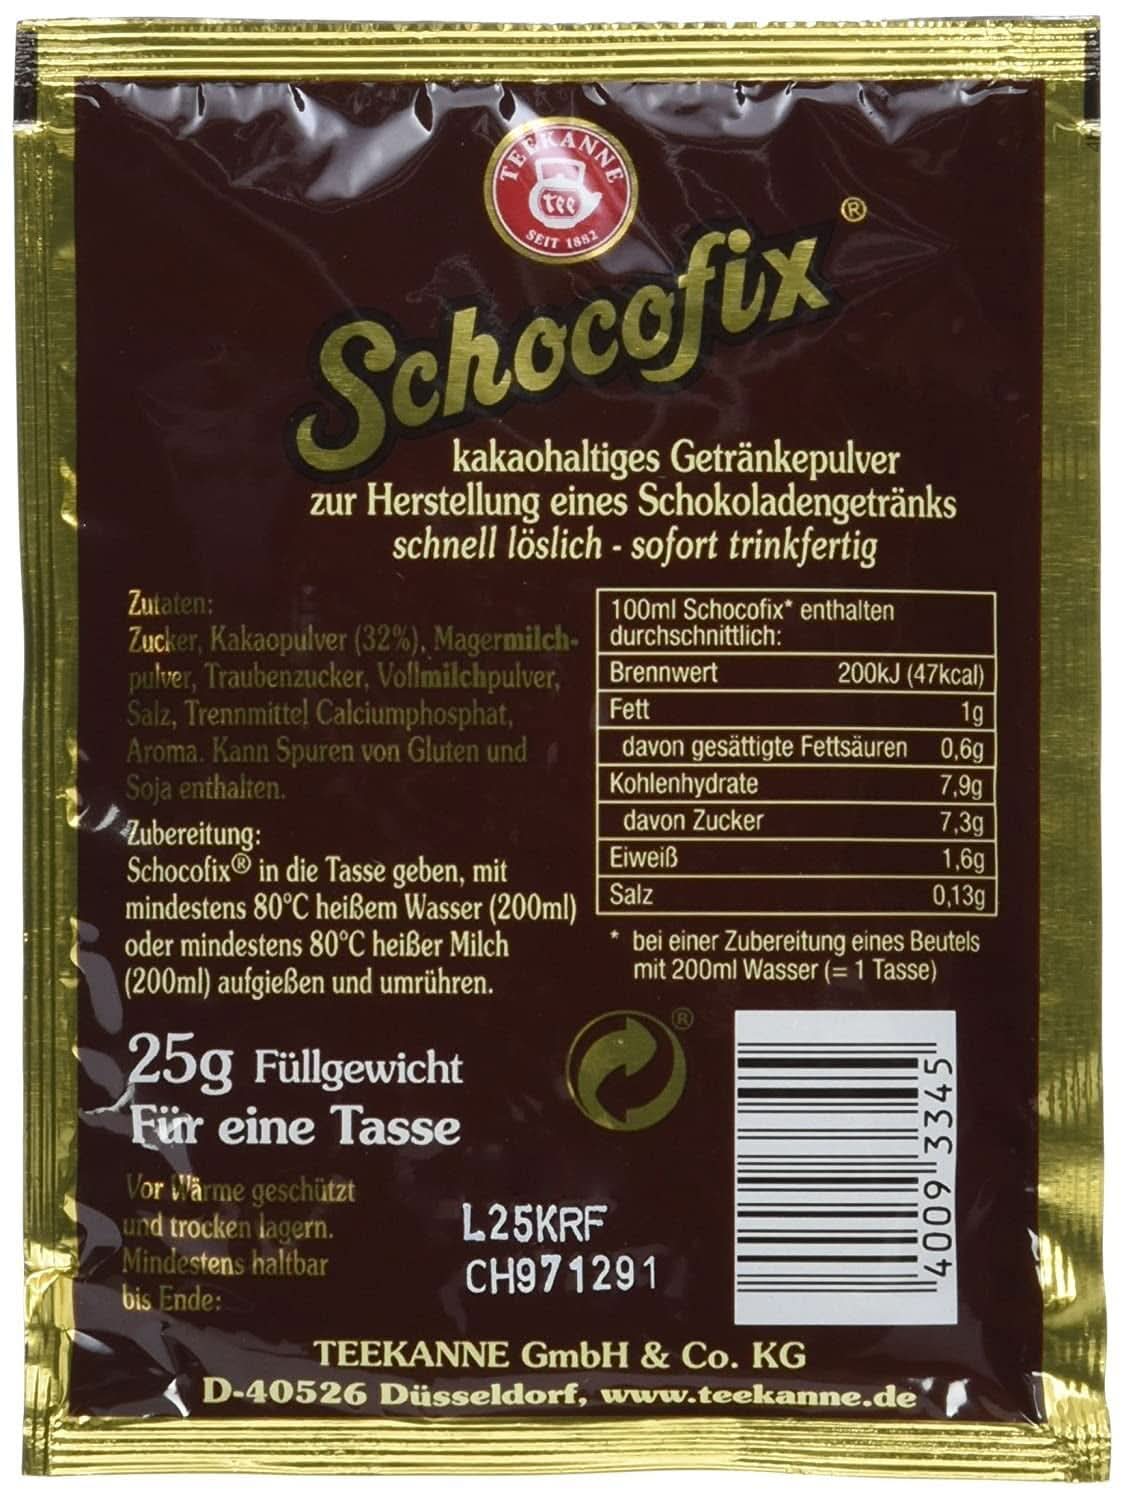 TEEKANNE
tee
SEIT 1882
Schocofix®
kakaohaltiges Getränkepulver
zur Herstellung eines Schokoladengetränks
schnell löslich - sofort trinkfertig
Zutaten:
Zucker, Kakaopulver (32%), Magermilch-
pulver, Traubenzucker, Vollmilchpulver,
Salz, Trennmittel Calciumphosphat,
Aroma. Kann Spuren von Gluten und
Soja enthalten.
Zubereitung:
Schocofix® in die Tasse geben, mit
mindestens 80°C heißem Wasser (200ml)
oder mindestens 80°C heißer Milch
(200ml) aufgießen und umrühren.
100ml Schocofix* enthalten
durchschnittlich:
Brennwert 200kJ (47kcal)
Fett 1g
davon gesättigte Fettsäuren 0,6g
Kohlenhydrate 7,9g
davon Zucker 7,3g
Eiweiß 1,6g
Salz 0,13g
* bei einer Zubereitung eines Beutels
mit 200ml Wasser (= 1 Tasse)
25g Füllgewicht
Für eine Tasse
®
Vor Wärme geschützt
und trocken lagern.
Mindestens haltbar
bis Ende:
L25KRF
CH971291
4009 3345
TEEKANNE GmbH & Co. KG
D-40526 Düsseldorf, www.teekanne.de